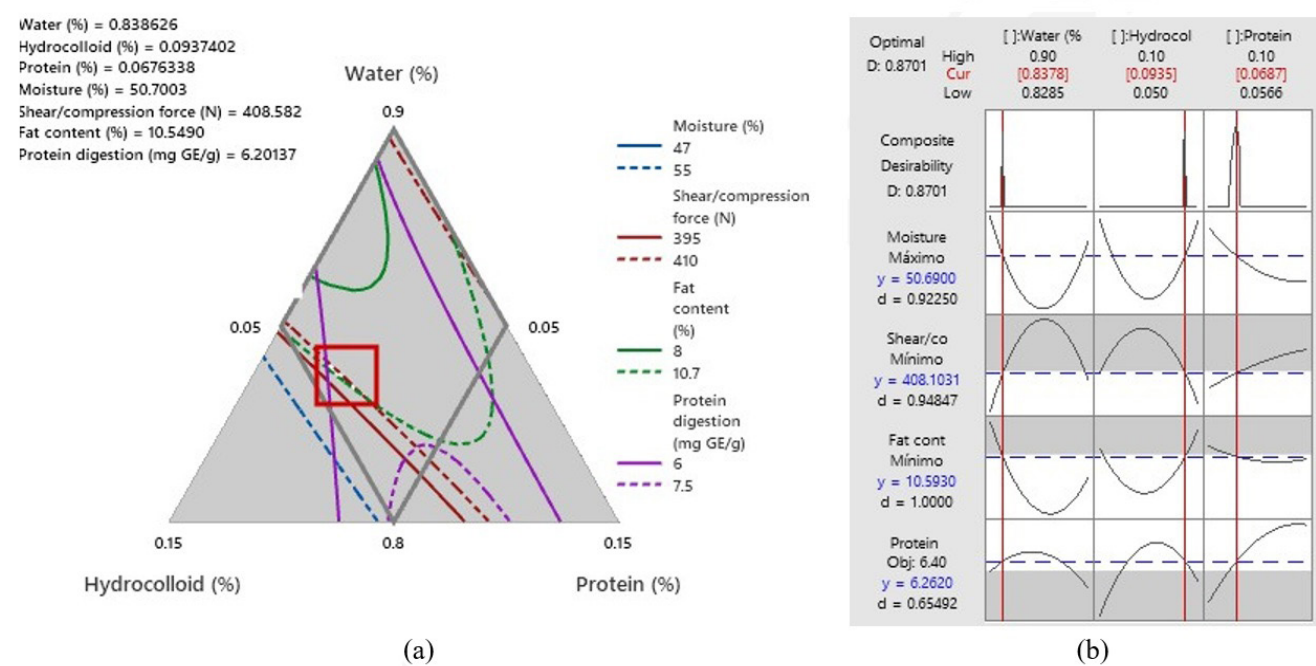 Water (%) = 0.838626
Hydrocolloid (%) = 0.0937402
Protein (%) = 0.0676338
Moisture (%) = 50.7003
Shear/compression force (N) = 408.582
Fat content (%) = 10.5490
Protein digestion (mg GE/g) = 6.20137
Water (%)
0.9
0.05
0.05
0.15
0.8
0.15
Hydrocolloid (%)
Protein (%)
Moisture (%)
47
55
Shear/compression
force (N)
395
410
Fat
content
(%)
8
10.7
Protein
digestion
(mg GE/g)
6
7.5
(a)
Optimal
D: 0.8701
High
Cur
Low
[ ]:Water (%
0.90
[0.8378]
0.8285
[ ]:Hydrocol
0.10
[0.0935]
0.050
[ ]:Protein
0.10
[0.0687]
0.0566
Composite
Desirability
D: 0.8701
Moisture
Máximo
y = 50.6900
d = 0.92250
Shear/co
Mínimo
y = 408.1031
d = 0.94847
Fat cont
Mínimo
y = 10.5930
d = 1.0000
Protein
Obj: 6.40
y = 6.2620
d = 0.65492
(b)